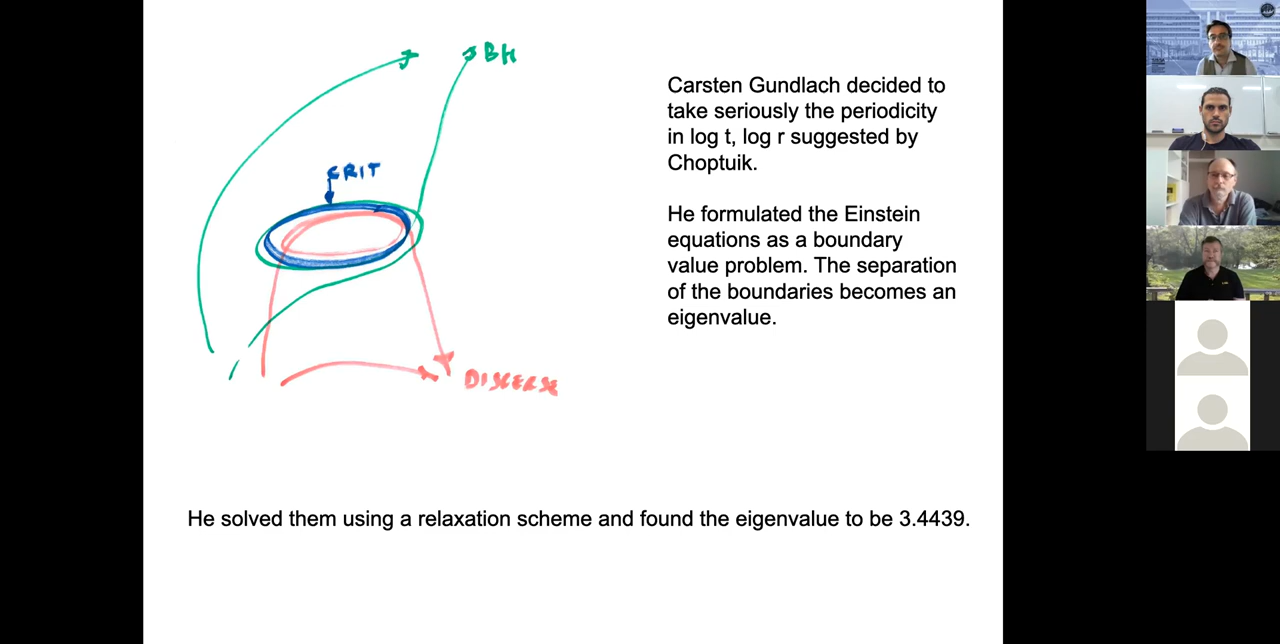 BH
CRIT
DISPERSE
Carsten Gundlach decided to
take seriously the periodicity
in log t, log r suggested by
Choptuik.
He formulated the Einstein
equations as a boundary
value problem. The separation
of the boundaries becomes an
eigenvalue.
He solved them using a relaxation scheme and found the eigenvalue to be 3.4439.